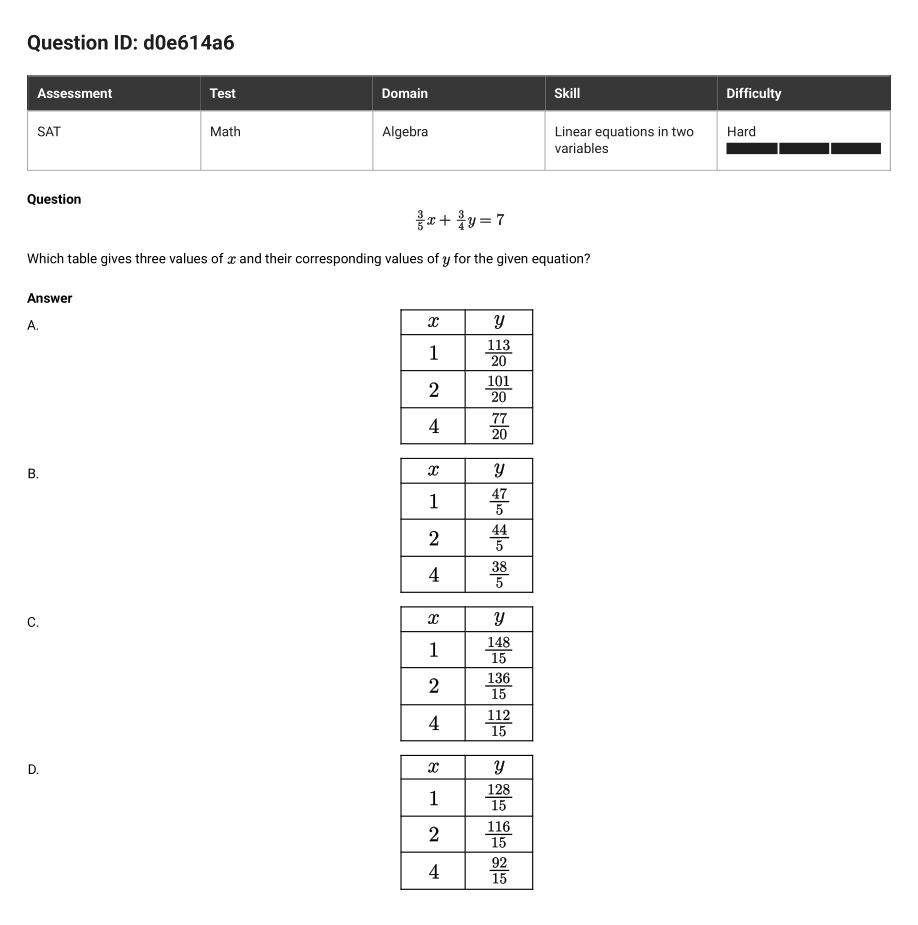 Question ID: d0e614a6
Assessment Test Domain Skill Difficulty
SAT Math Algebra Linear equations in two Hard
variables
Question
3/5 x + 3/4 y = 7
Which table gives three values of x and their corresponding values of y for the given equation?
Answer
A.
x y
1 113/20
2 101/20
4 77/20
B.
x y
1 47/5
2 44/5
4 38/5
C.
x y
1 148/15
2 136/15
4 112/15
D.
x y
1 128/15
2 116/15
4 92/15